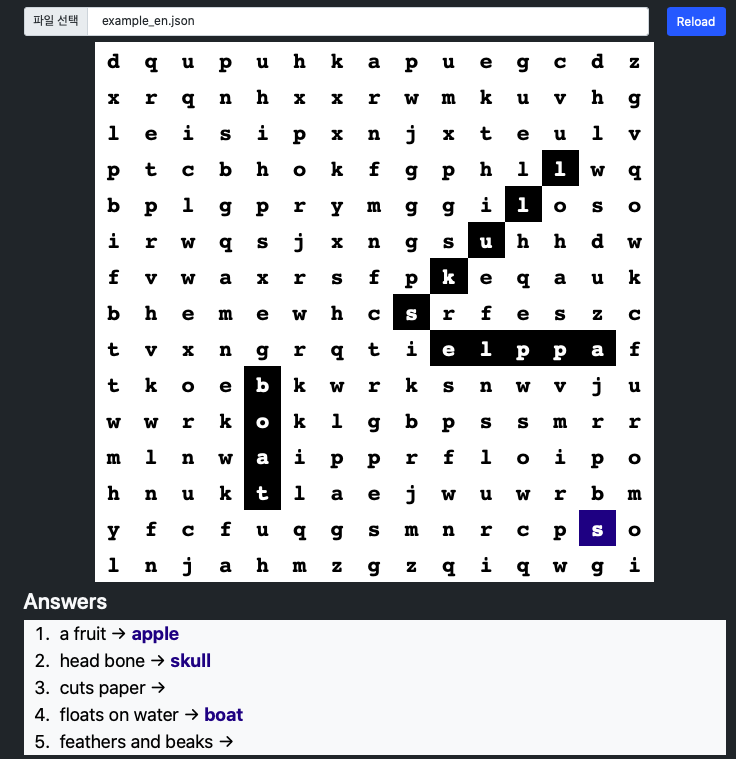 파일 선택 example_en.json Reload
d q u p u h k a p u e g c d z
x r q n h x x r w m k u v h g
l e i s i p x n j x t e u l v
p t c b h o k f g p h l l w q
b p l g p r y m g g i l o s o
i r w q s j x n g s u h h d w
f v w a x r s f p k e q a u k
b h e m e w h c s r f e s z c
t v x n g r q t i e l p p a f
t k o e b k w r k s n w v j u
w w r k o k l g b p s s m r r
m l n w a i p p r f l o i p o
h n u k t l a e j w u w r b m
y f c f u q g s m n r c p s o
l n j a h m z g z q i q w g i
Answers
1. a fruit → apple
2. head bone → skull
3. cuts paper →
4. floats on water → boat
5. feathers and beaks →